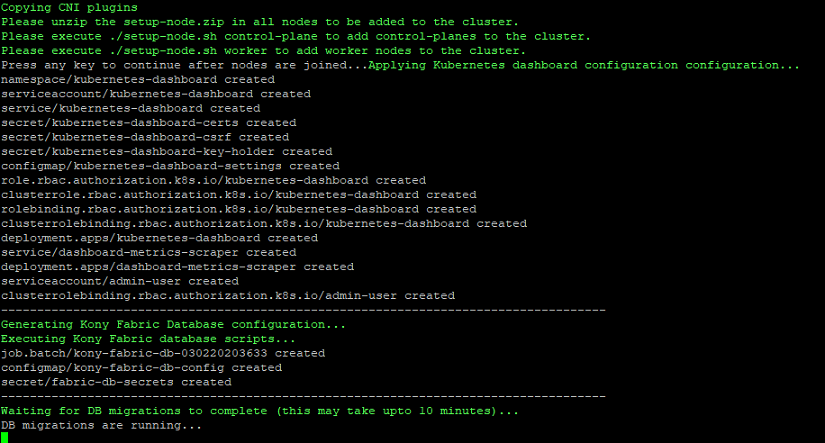 Copying CNI plugins
Please unzip the setup-node.zip in all nodes to be added to the cluster.
Please execute ./setup-node.sh control-plane to add control-planes to the cluster.
Please execute ./setup-node.sh worker to add worker nodes to the cluster.
Press any key to continue after nodes are joined...Applying Kubernetes dashboard configuration configuration...
namespace/kubernetes-dashboard created
serviceaccount/kubernetes-dashboard created
service/kubernetes-dashboard created
secret/kubernetes-dashboard-certs created
secret/kubernetes-dashboard-csrf created
secret/kubernetes-dashboard-key-holder created
configmap/kubernetes-dashboard-settings created
role.rbac.authorization.k8s.io/kubernetes-dashboard created
clusterrole.rbac.authorization.k8s.io/kubernetes-dashboard created
rolebinding.rbac.authorization.k8s.io/kubernetes-dashboard created
clusterrolebinding.rbac.authorization.k8s.io/kubernetes-dashboard created
deployment.apps/kubernetes-dashboard created
service/dashboard-metrics-scraper created
deployment.apps/dashboard-metrics-scraper created
serviceaccount/admin-user created
clusterrolebinding.rbac.authorization.k8s.io/admin-user created
--------------------------------------------------------------------------------
Generating Kony Fabric Database configuration...
Executing Kony Fabric database scripts...
job.batch/kony-fabric-db-030220203633 created
configmap/kony-fabric-db-config created
secret/fabric-db-secrets created
--------------------------------------------------------------------------------
Waiting for DB migrations to complete (this may take upto 10 minutes)...
DB migrations are running...